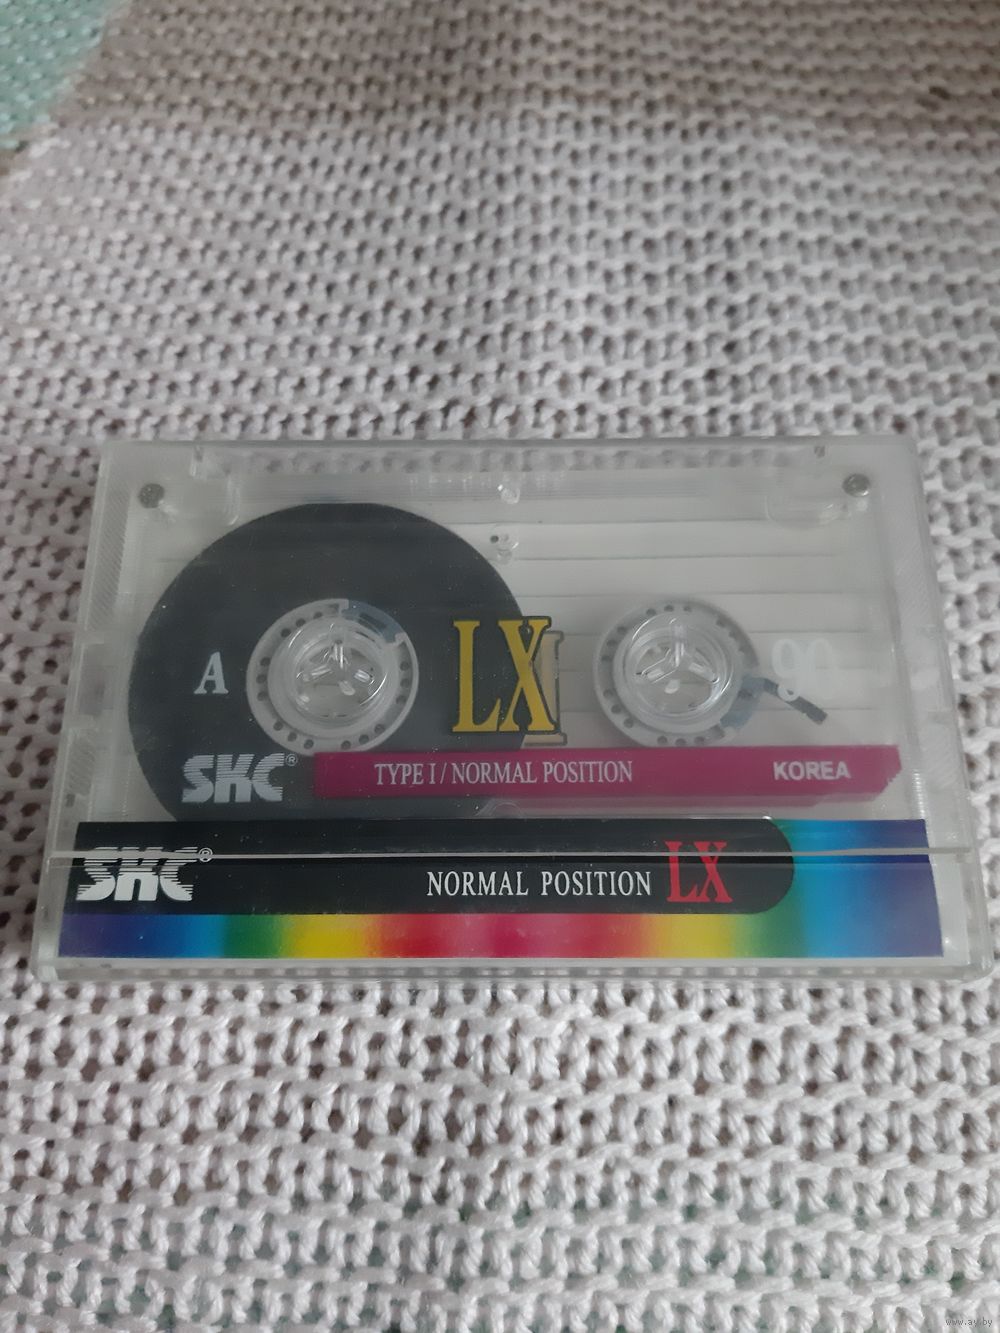 A
LX
90
SKC®
TYPE I / NORMAL POSITION
KOREA
SKC®
NORMAL POSITION LX
www.ay.by